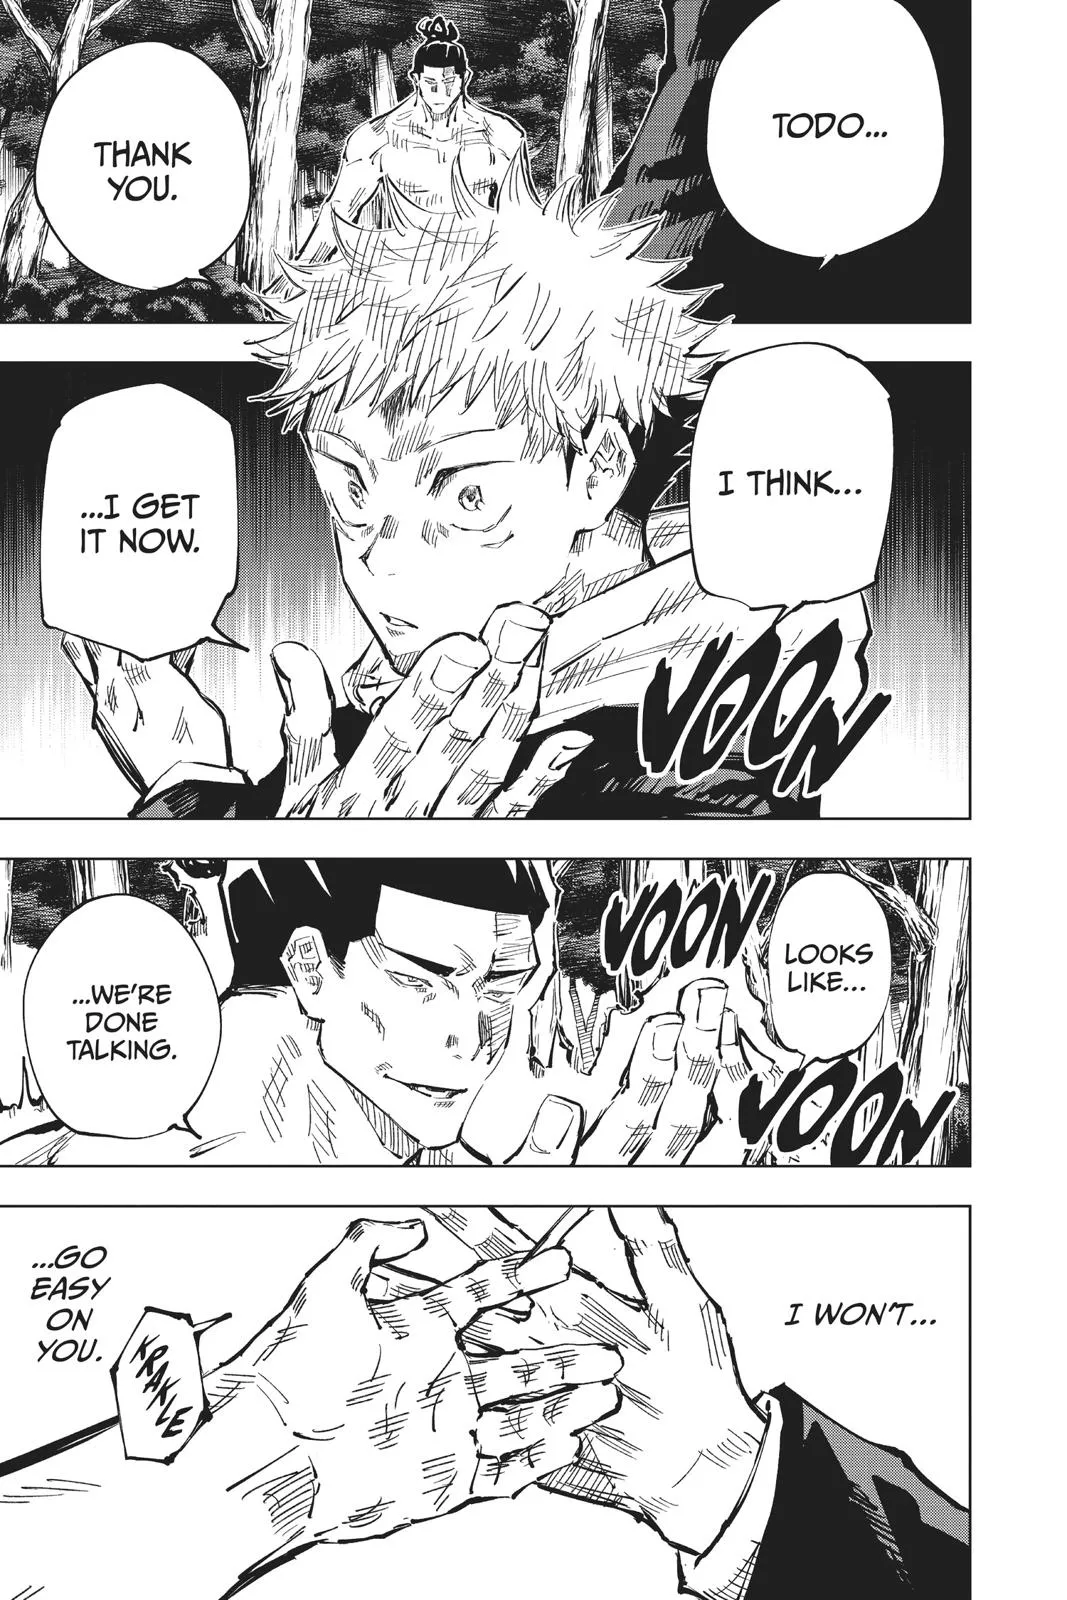 TODO...
THANK
YOU.
I THINK...
...I GET
IT NOW.
VOON
LOOKS
LIKE...
VOON
VOON
...WE'RE
DONE
TALKING.
I WON'T...
...GO
EASY
ON
YOU.
KRAKLE